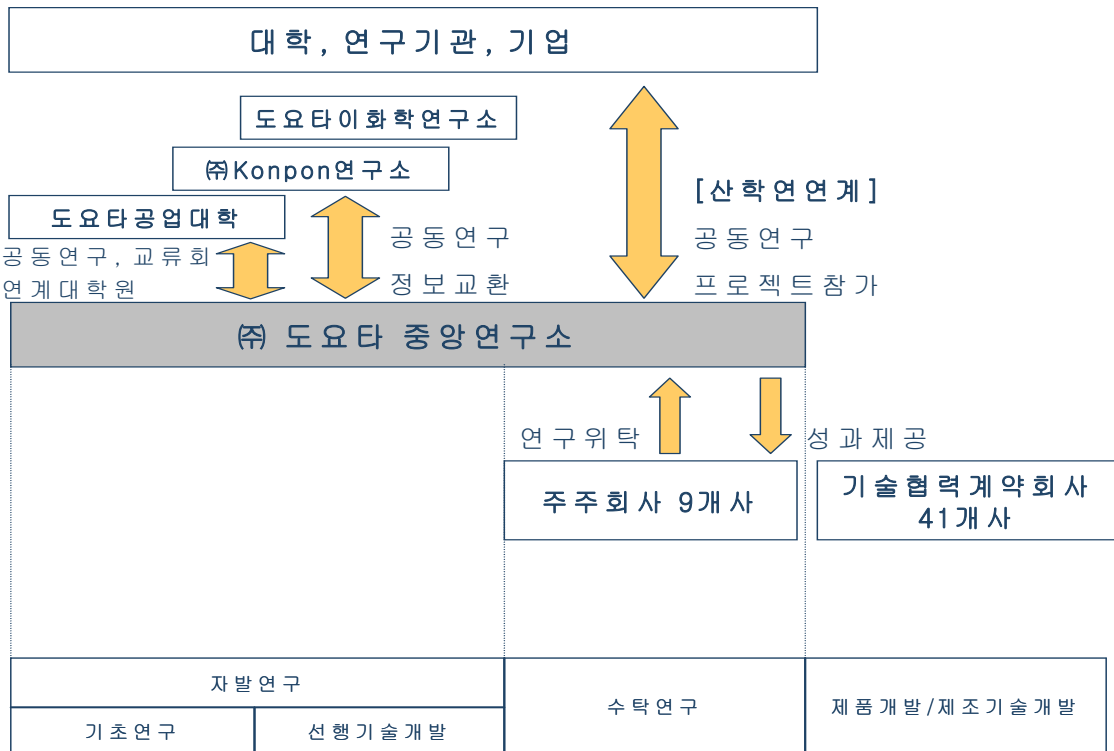 대학, 연구기관, 기업
도요타이화학연구소
㈜Konpon연구소
도요타공업대학
공동연구, 교류회
연계대학원
공동연구
정보교환
[산학연연계]
공동연구
프로젝트참가
㈜ 도요타 중앙연구소
연구위탁
성과제공
주주회사 9개사
기술협력계약회사
41개사
자발연구
기초연구
선행기술개발
수탁연구
제품개발/제조기술개발